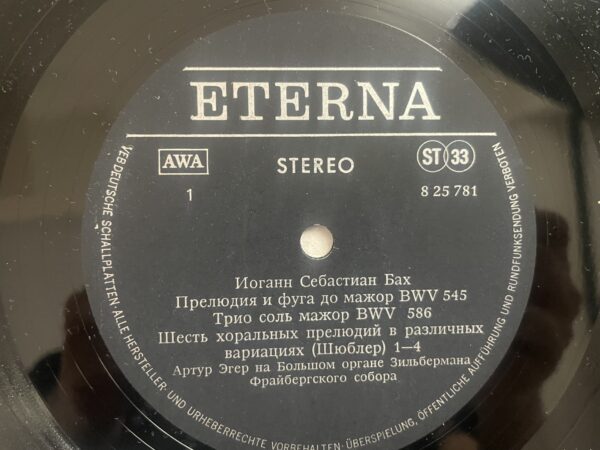 ETERNA
AWA
STEREO
ST 33
1
8 25 781
Иоганн Себастиан Бах
Прелюдия и фуга до мажор BWV 545
Трио соль мажор BWV 586
Шесть хоральных прелюдий в различных
вариациях (Шюблер) 1—4
Артур Эгер на Большом органе Зильбермана
Фрайбергского собора
VEB DEUTSCHE SCHALLPLATTEN · ALLE HERSTELLER- UND URHEBERRECHTE VORBEHALTEN · ÜBERSPIELUNG, ÖFFENTLICHE AUFFÜHRUNG UND RUNDFUNKSENDUNG VERBOTEN